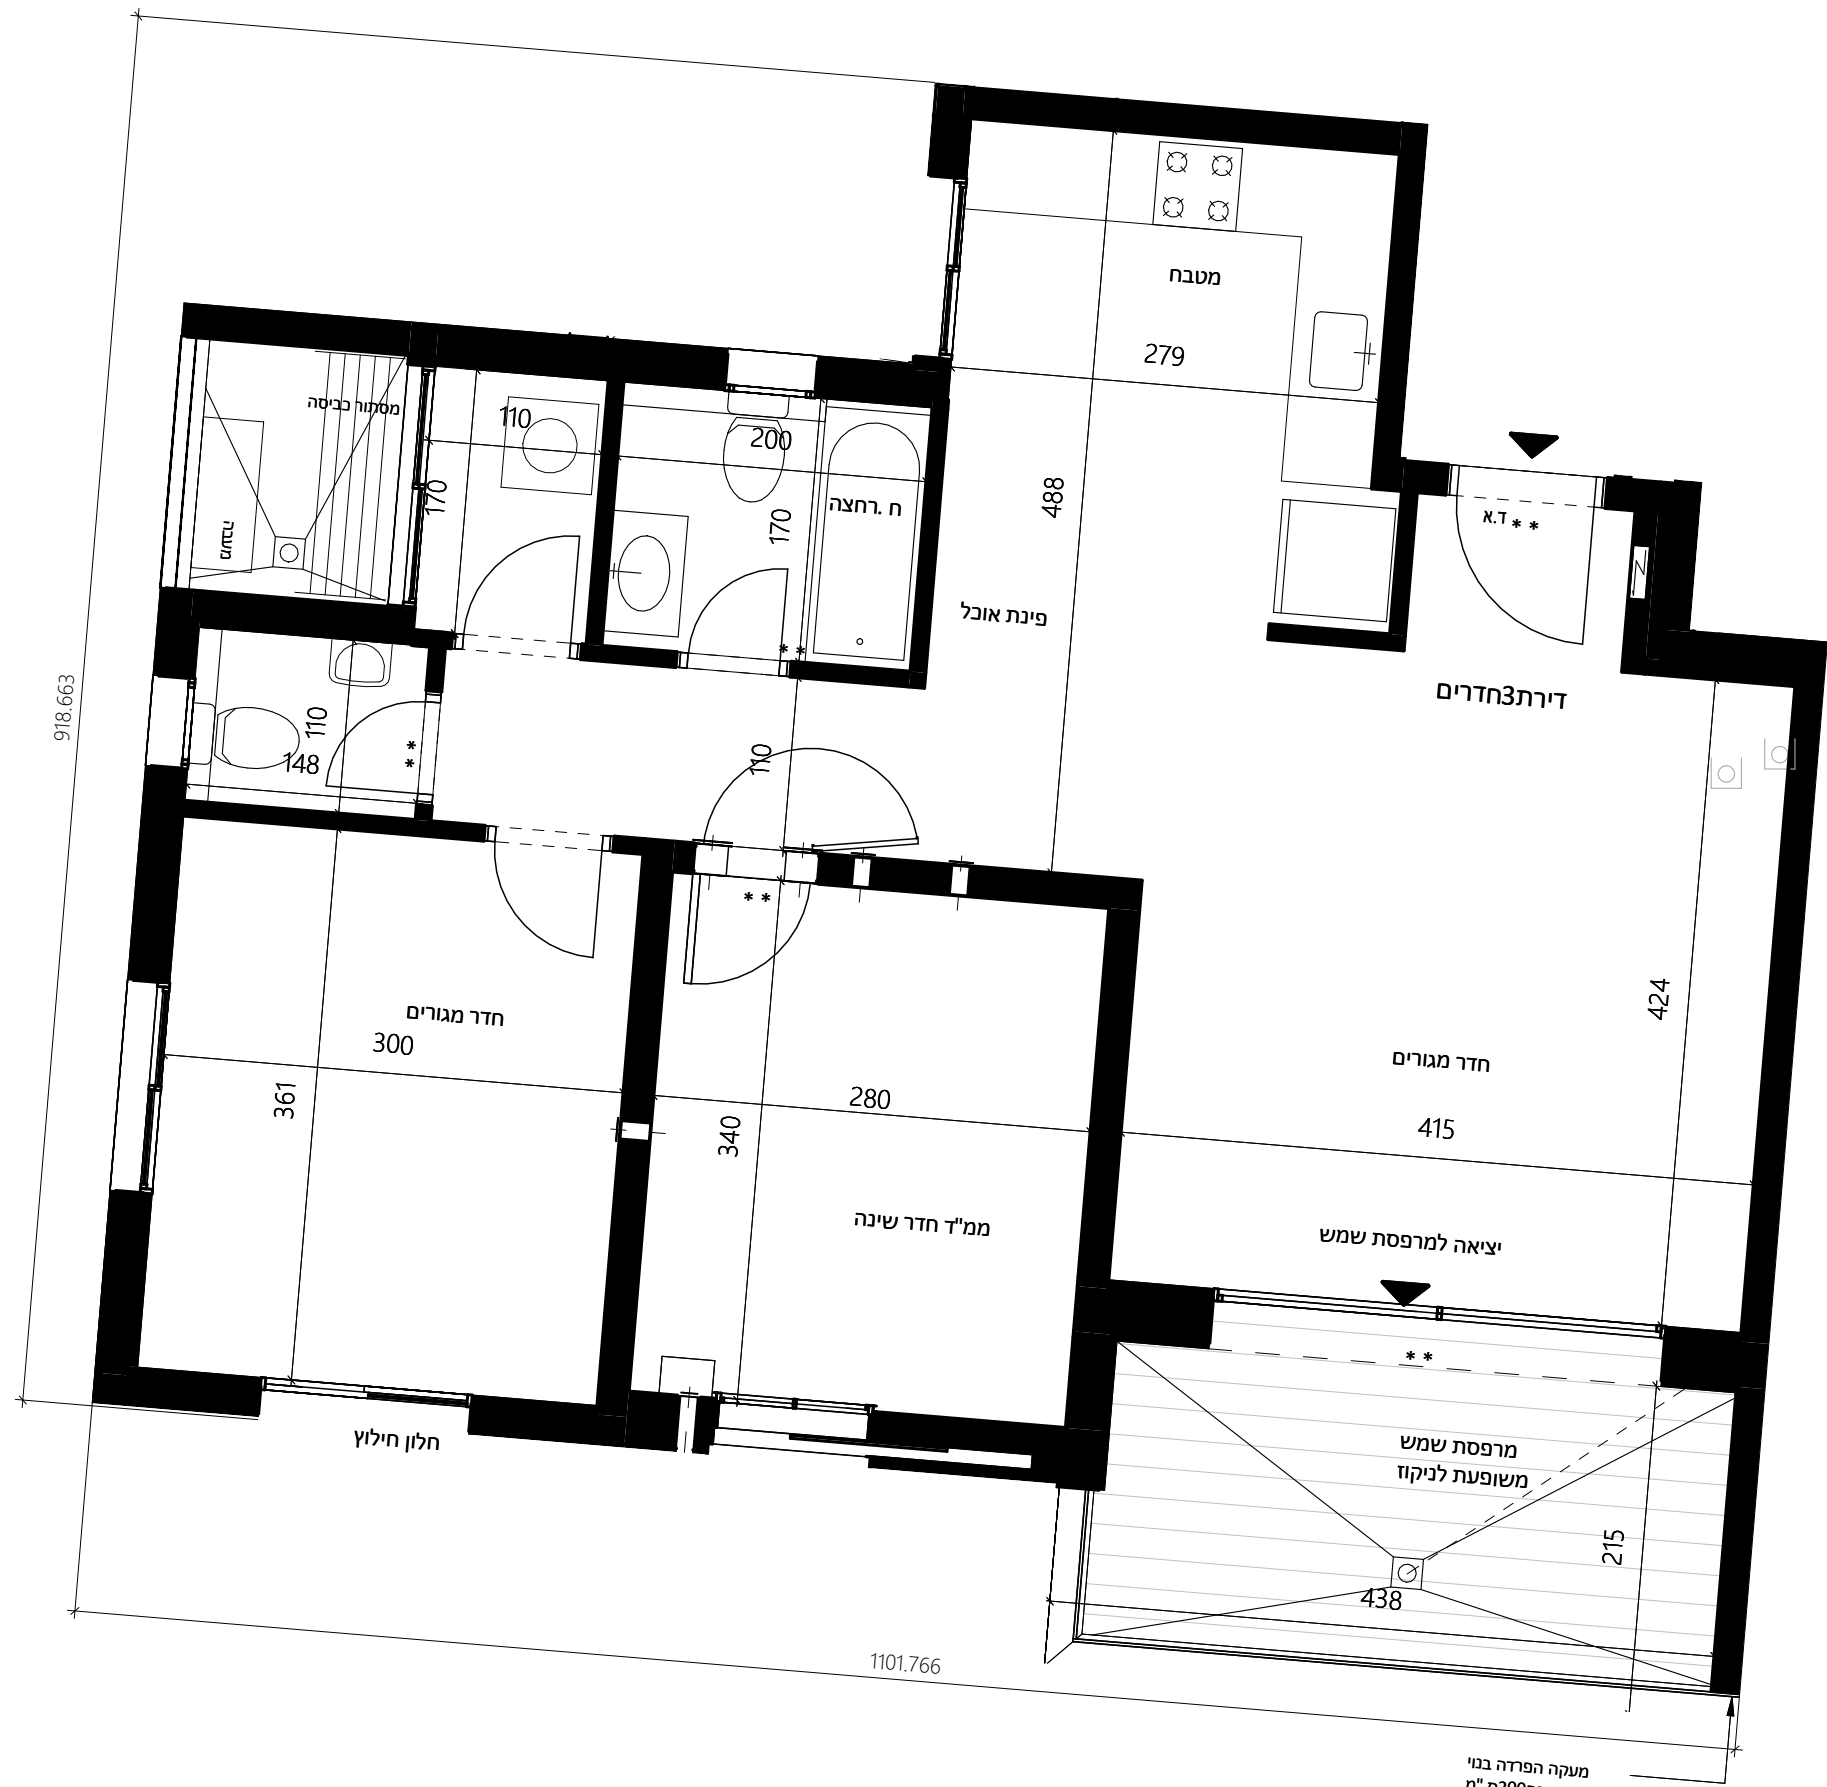 מטבח
279
מסתור כביסה
110
200
170
ח .רחצה
170
488
ד.א
* *
מעבה
פינת אוכל
* *
דירת3חדרים
918.663
110
148
* *
110
* *
424
חדר מגורים
300
361
חדר מגורים
280
340
415
ממ"ד חדר שינה
יציאה למרפסת שמש
* *
חלון חילוץ
מרפסת שמש
משופעת לניקוז
215
438
1101.766
מעקה הפרדה בנוי